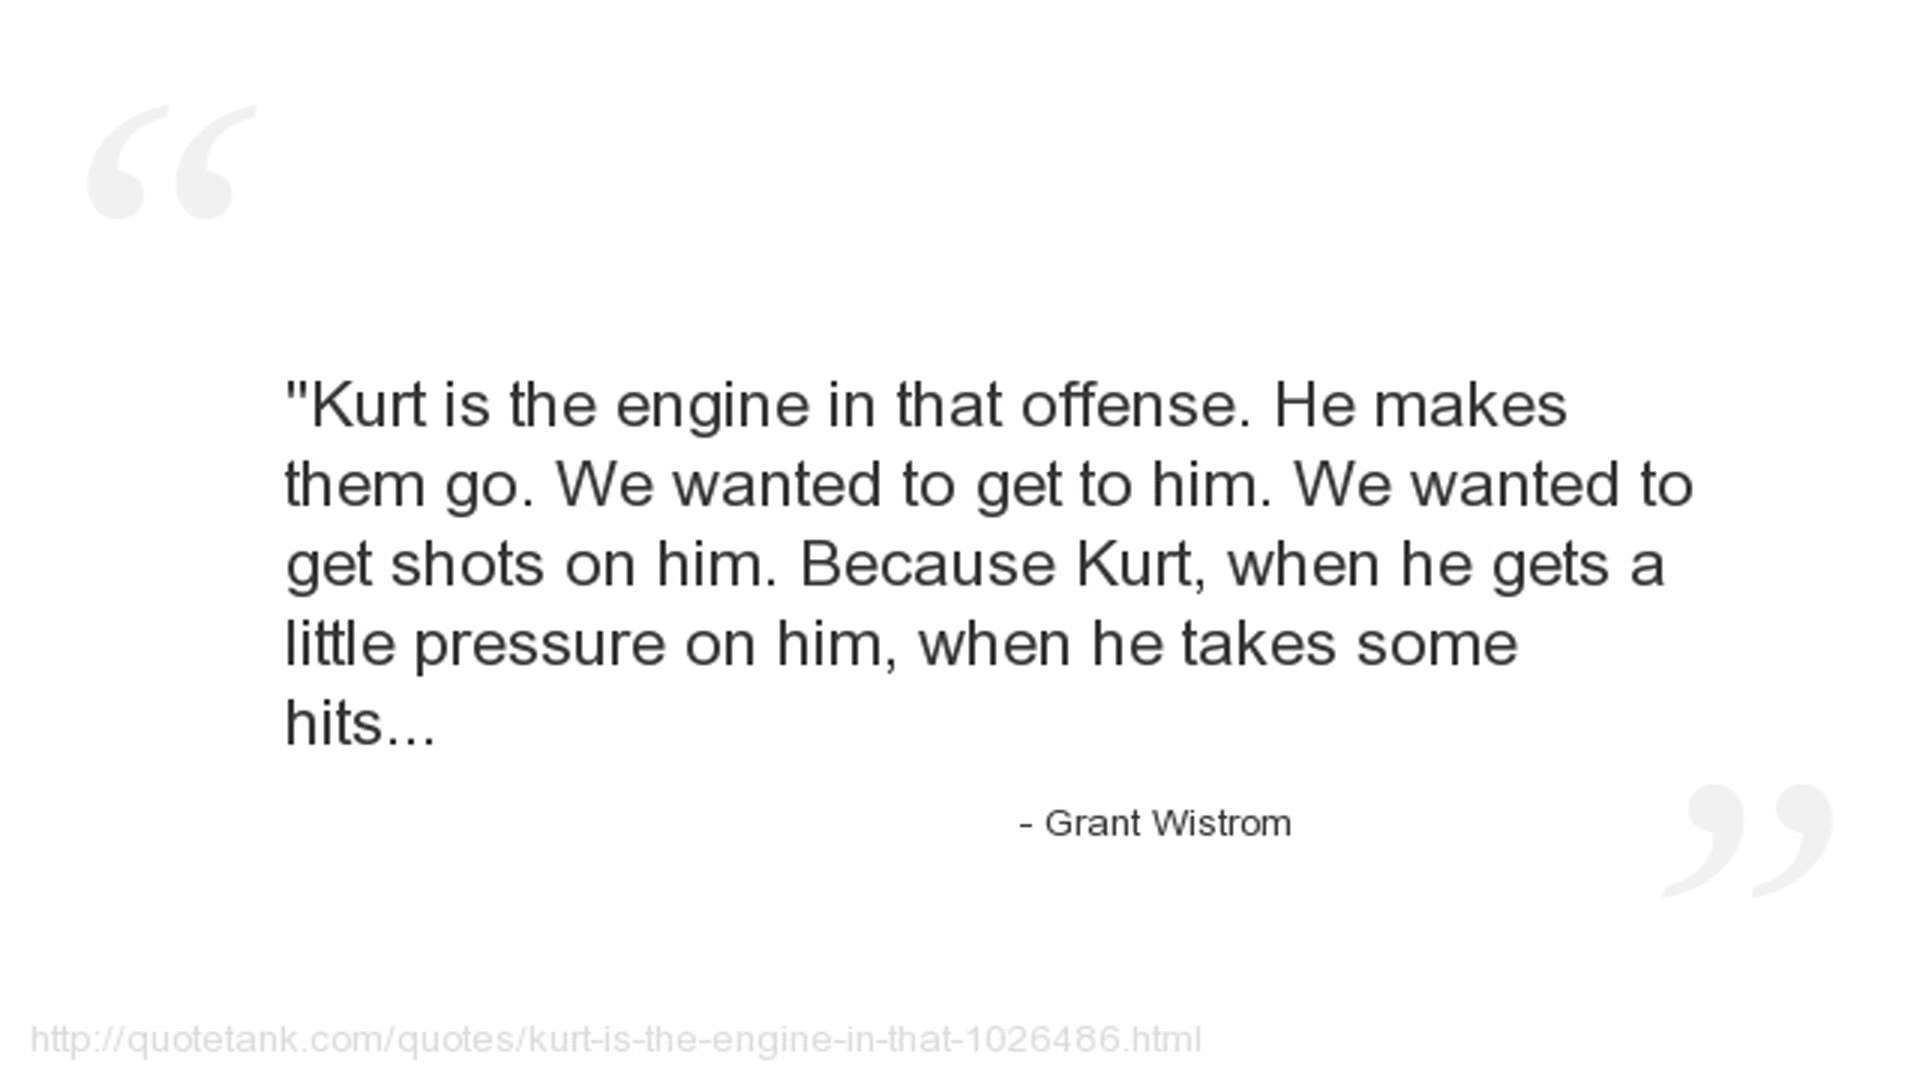 "Kurt is the engine in that offense. He makes
them go. We wanted to get to him. We wanted to
get shots on him. Because Kurt, when he gets a
little pressure on him, when he takes some
hits...
- Grant Wistrom
http://quotetank.com/quotes/kurt-is-the-engine-in-that-1026486.html